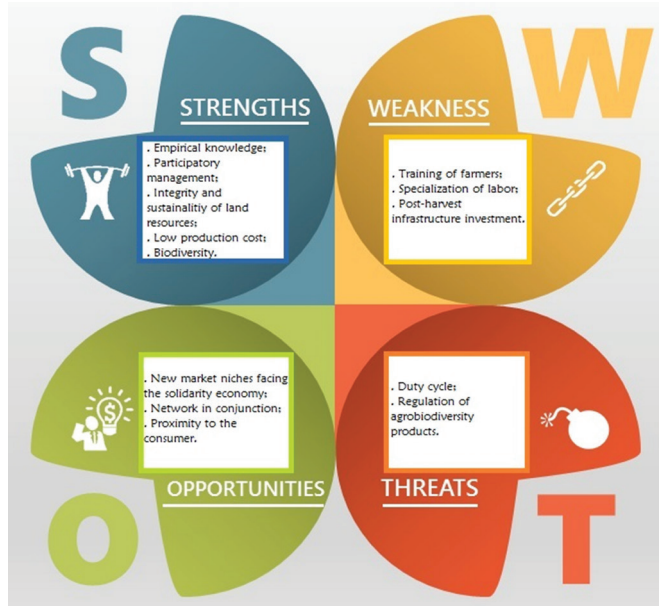 S
W
STRENGTHS
. Empirical knowledge;
. Participatory
management;
. Integrity and
sustainalitiy of land
resources;
. Low production cost;
. Biodiversity.
WEAKNESS
. Training of farmers;
. Specialization of labor;
. Post-harvest
infrastructure investment.
. New market niches facing
the solidarity economy;
. Network in conjunction;
. Proximity to the
consumer.
OPPORTUNITIES
. Duty cycle;
. Regulation of
agrobiodiversity
products.
THREATS
O
T
$